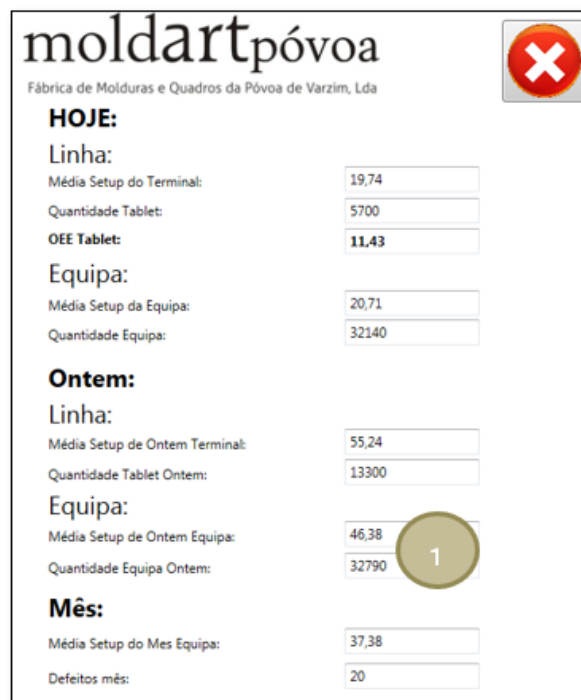 moldartpóvoa
Fábrica de Molduras e Quadros da Póvoa de Varzim, Lda
HOJE:
Linha:
Média Setup do Terminal: 19,74
Quantidade Tablet: 5700
OEE Tablet: 11,43
Equipa:
Média Setup da Equipa: 20,71
Quantidade Equipa: 32140
Ontem:
Linha:
Média Setup de Ontem Terminal: 55,24
Quantidade Tablet Ontem: 13300
Equipa:
Média Setup de Ontem Equipa: 46,38
1
Quantidade Equipa Ontem: 32790
Mês:
Média Setup do Mes Equipa: 37,38
Defeitos mês: 20